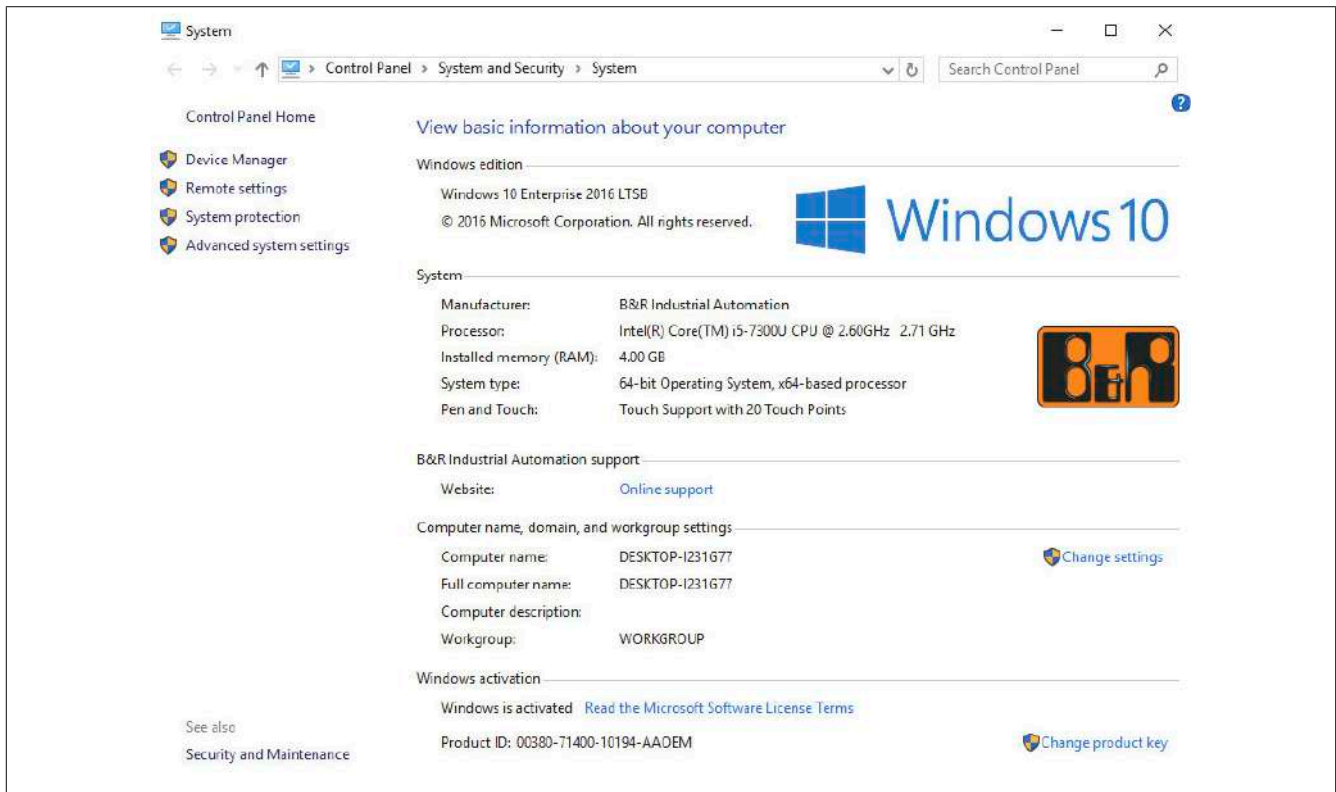 System
Control Panel > System and Security > System
Search Control Panel
Control Panel Home
Device Manager
Remote settings
System protection
Advanced system settings
View basic information about your computer
Windows edition
Windows 10 Enterprise 2016 LTSB
© 2016 Microsoft Corporation. All rights reserved.
Windows 10
System
Manufacturer: B&R Industrial Automation
Processor: Intel(R) Core(TM) i5-7300U CPU @ 2.60GHz 2.71 GHz
Installed memory (RAM): 4.00 GB
System type: 64-bit Operating System, x64-based processor
Pen and Touch: Touch Support with 20 Touch Points
B&R
B&R Industrial Automation support
Website: Online support
Computer name, domain, and workgroup settings
Computer name: DESKTOP-I231G77
Change settings
Full computer name: DESKTOP-I231G77
Computer description:
Workgroup: WORKGROUP
Windows activation
Windows is activated Read the Microsoft Software License Terms
Product ID: 00380-71400-10194-AAOEM
Change product key
See also
Security and Maintenance